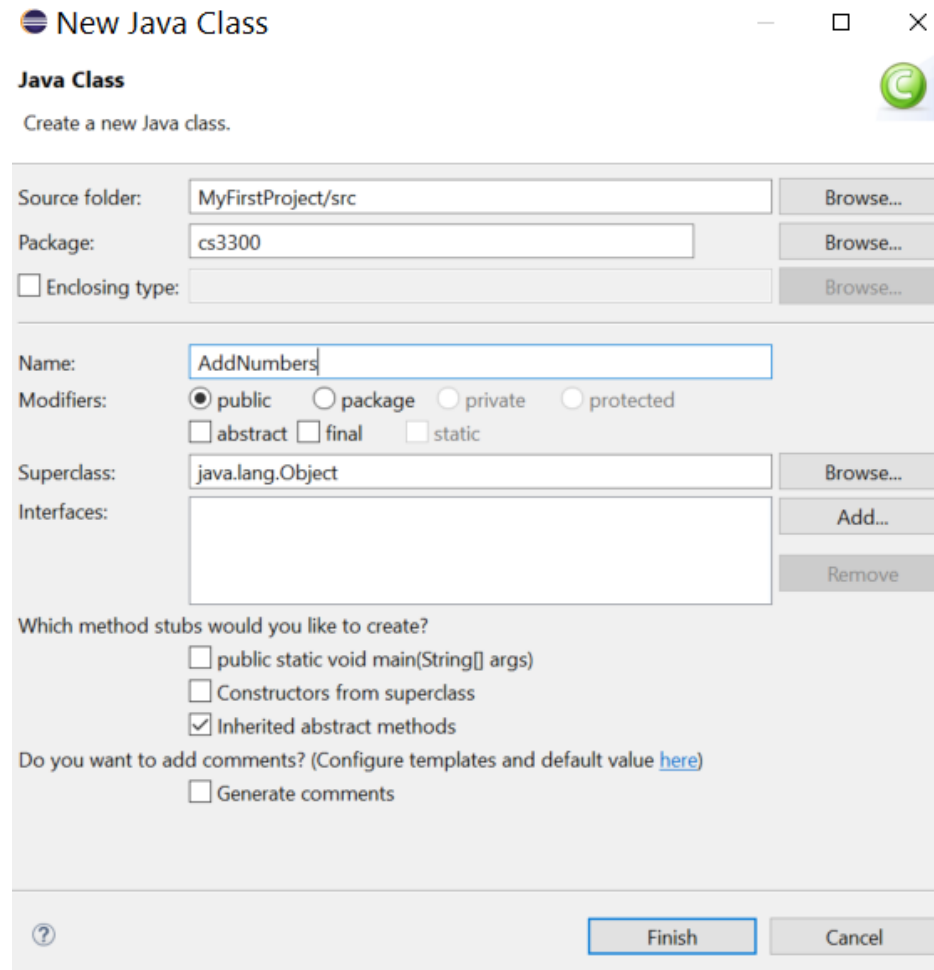 New Java Class
Java Class
Create a new Java class.
Source folder: MyFirstProject/src Browse...
Package: cs3300 Browse...
Enclosing type: Browse...
Name: AddNumbers
Modifiers: public package private protected
abstract final static
Superclass: java.lang.Object Browse...
Interfaces: Add...
Remove
Which method stubs would you like to create?
public static void main(String[] args)
Constructors from superclass
Inherited abstract methods
Do you want to add comments? (Configure templates and default value here)
Generate comments
? Finish Cancel